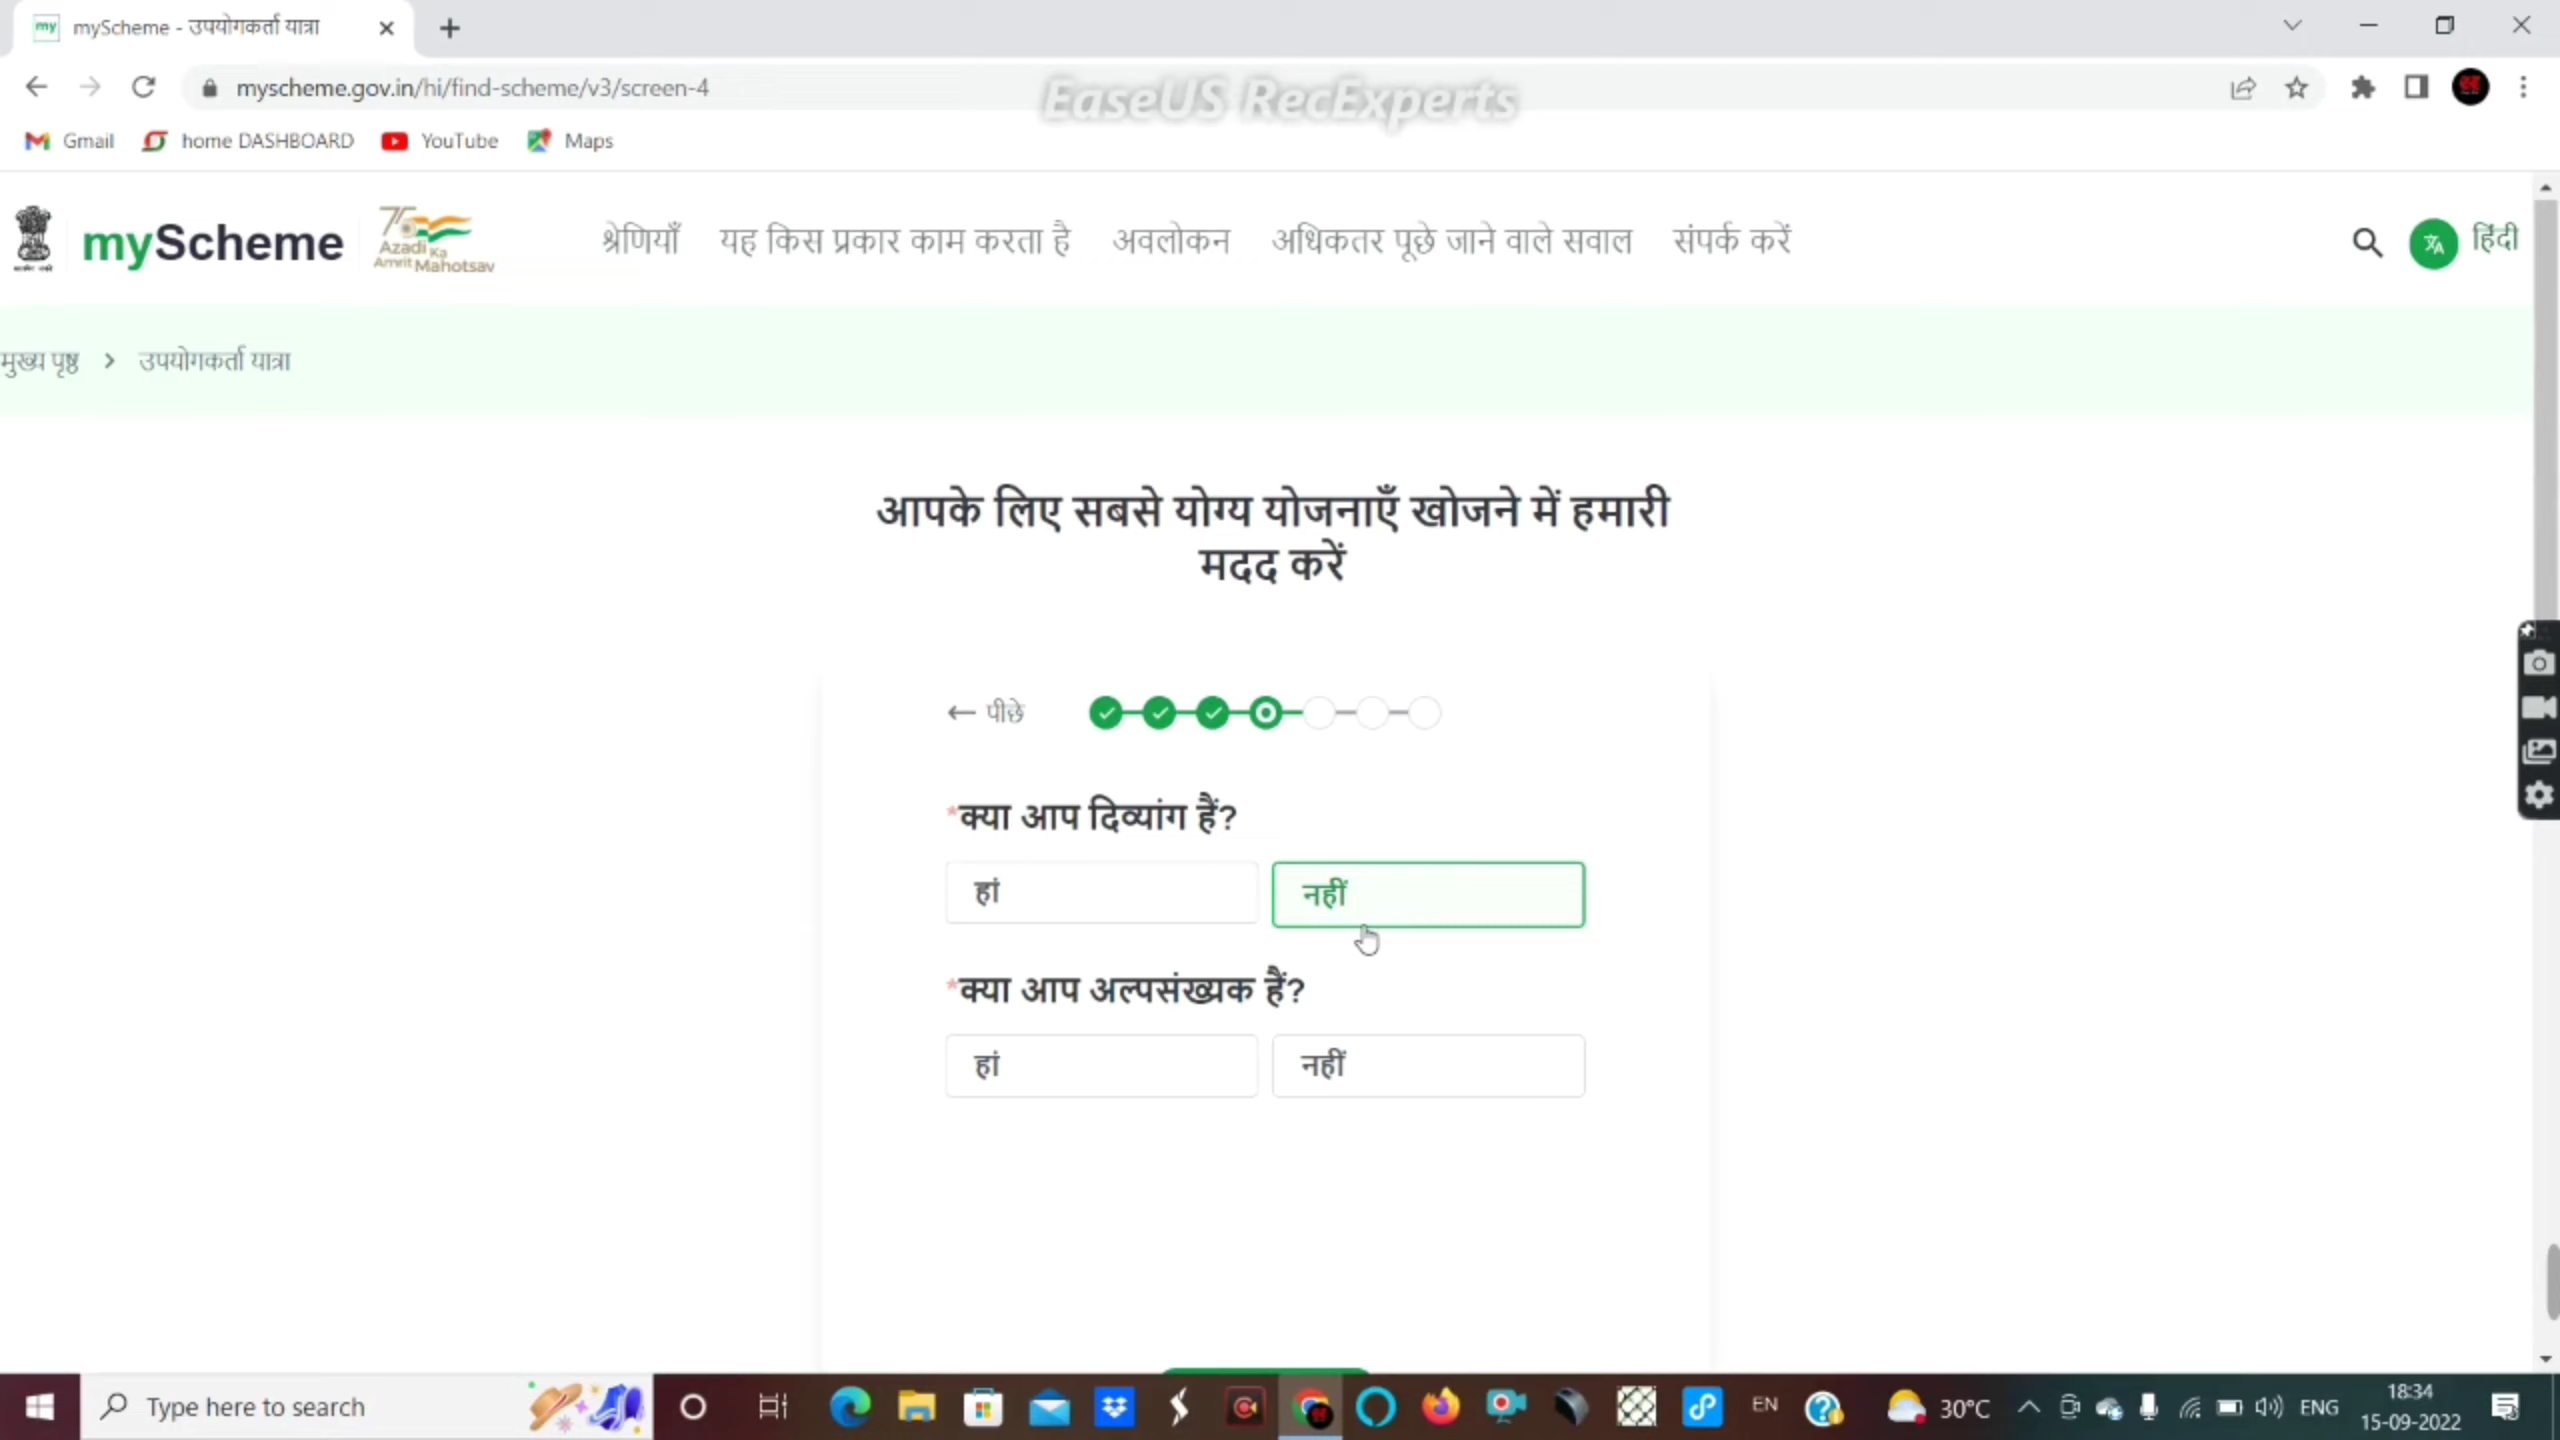 my myScheme - उपयोगकर्ता यात्रा
myscheme.gov.in/hi/find-scheme/v3/screen-4
EaseUS RecExperts
Gmail home DASHBOARD YouTube Maps
myScheme 75 Azadi Ka Amrit Mahotsav श्रेणियाँ यह किस प्रकार काम करता है अवलोकन अधिकतर पूछे जाने वाले सवाल संपर्क करें हिंदी
मुख्य पृष्ठ > उपयोगकर्ता यात्रा
आपके लिए सबसे योग्य योजनाएँ खोजने में हमारी
मदद करें
← पीछे
*क्या आप दिव्यांग हैं?
हां नहीं
*क्या आप अल्पसंख्यक हैं?
हां नहीं
Type here to search EN 30°C ENG 18:34
15-09-2022